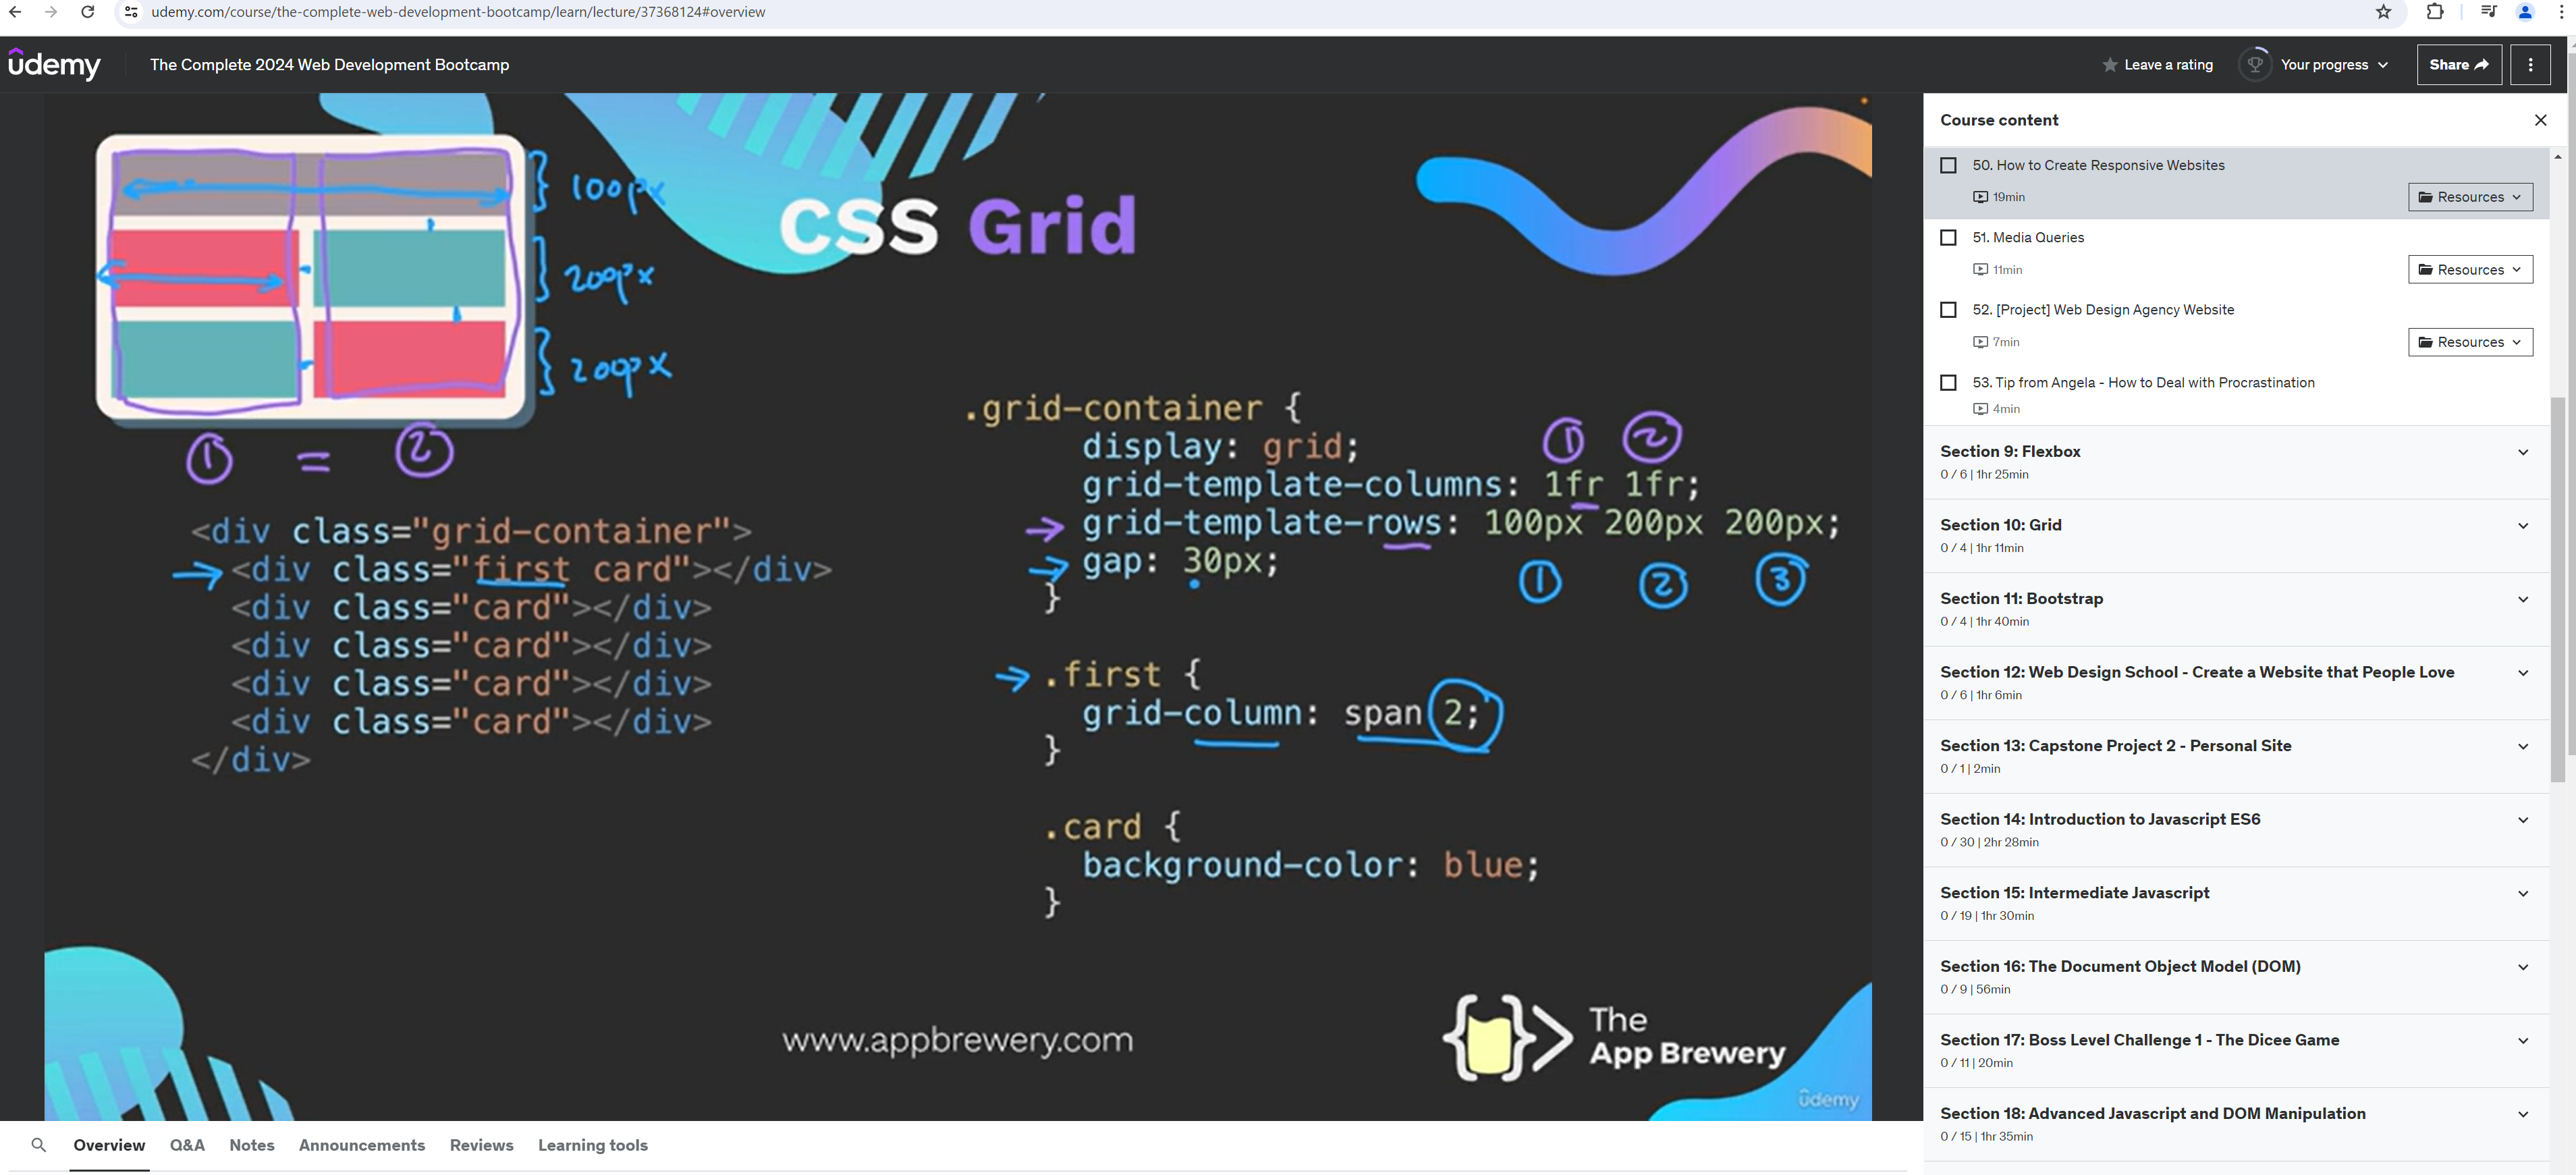 udemy.com/course/the-complete-web-development-bootcamp/learn/lecture/37368124#overview
ûdemy
The Complete 2024 Web Development Bootcamp
Leave a rating
Your progress
Share
100px
200px
200px
CSS Grid
1 = 2
<div class="grid-container">
<div class="first card"></div>
<div class="card"></div>
<div class="card"></div>
<div class="card"></div>
<div class="card"></div>
</div>
.grid-container {
display: grid;
1 2
grid-template-columns: 1fr 1fr;
grid-template-rows: 100px 200px 200px;
gap: 30px;
1 2 3
}
.first {
grid-column: span 2;
}
.card {
background-color: blue;
}
www.appbrewery.com
The
App Brewery
ûdemy
Overview
Q&A
Notes
Announcements
Reviews
Learning tools
Course content
50. How to Create Responsive Websites
19min
Resources
51. Media Queries
11min
Resources
52. [Project] Web Design Agency Website
7min
Resources
53. Tip from Angela - How to Deal with Procrastination
4min
Section 9: Flexbox
0 / 6 | 1hr 25min
Section 10: Grid
0 / 4 | 1hr 11min
Section 11: Bootstrap
0 / 4 | 1hr 40min
Section 12: Web Design School - Create a Website that People Love
0 / 6 | 1hr 6min
Section 13: Capstone Project 2 - Personal Site
0 / 1 | 2min
Section 14: Introduction to Javascript ES6
0 / 30 | 2hr 28min
Section 15: Intermediate Javascript
0 / 19 | 1hr 30min
Section 16: The Document Object Model (DOM)
0 / 9 | 56min
Section 17: Boss Level Challenge 1 - The Dicee Game
0 / 11 | 20min
Section 18: Advanced Javascript and DOM Manipulation
0 / 15 | 1hr 35min